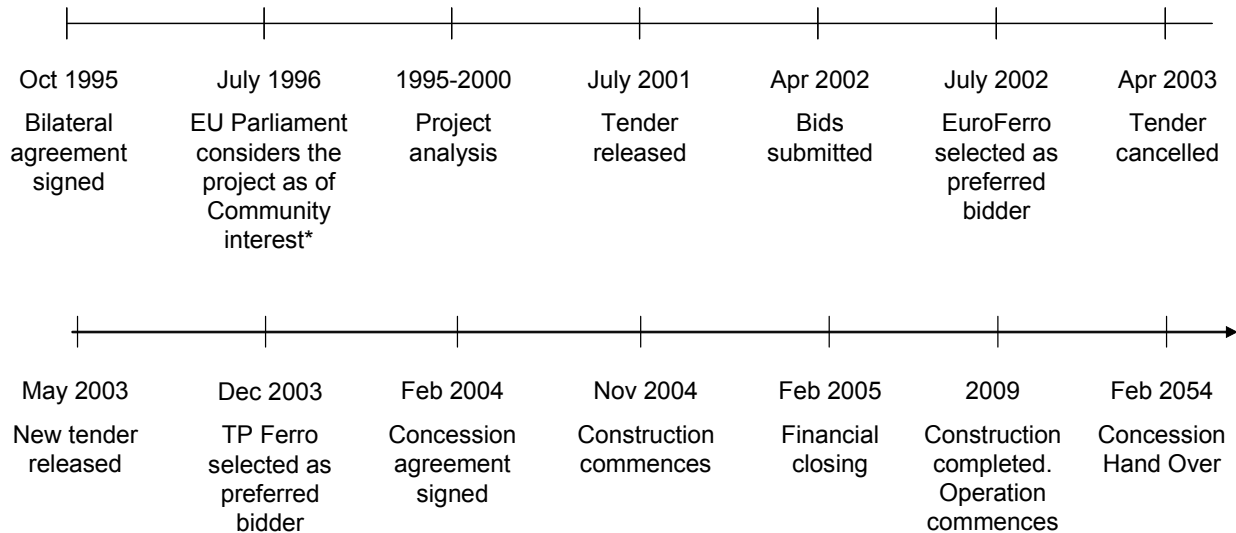 Oct 1995
Bilateral
agreement
signed
July 1996
EU Parliament
considers the
project as of
Community
interest*
1995-2000
Project
analysis
July 2001
Tender
released
Apr 2002
Bids
submitted
July 2002
EuroFerro
selected as
preferred
bidder
Apr 2003
Tender
cancelled
May 2003
New tender
released
Dec 2003
TP Ferro
selected as
preferred
bidder
Feb 2004
Concession
agreement
signed
Nov 2004
Construction
commences
Feb 2005
Financial
closing
2009
Construction
completed.
Operation
commences
Feb 2054
Concession
Hand Over